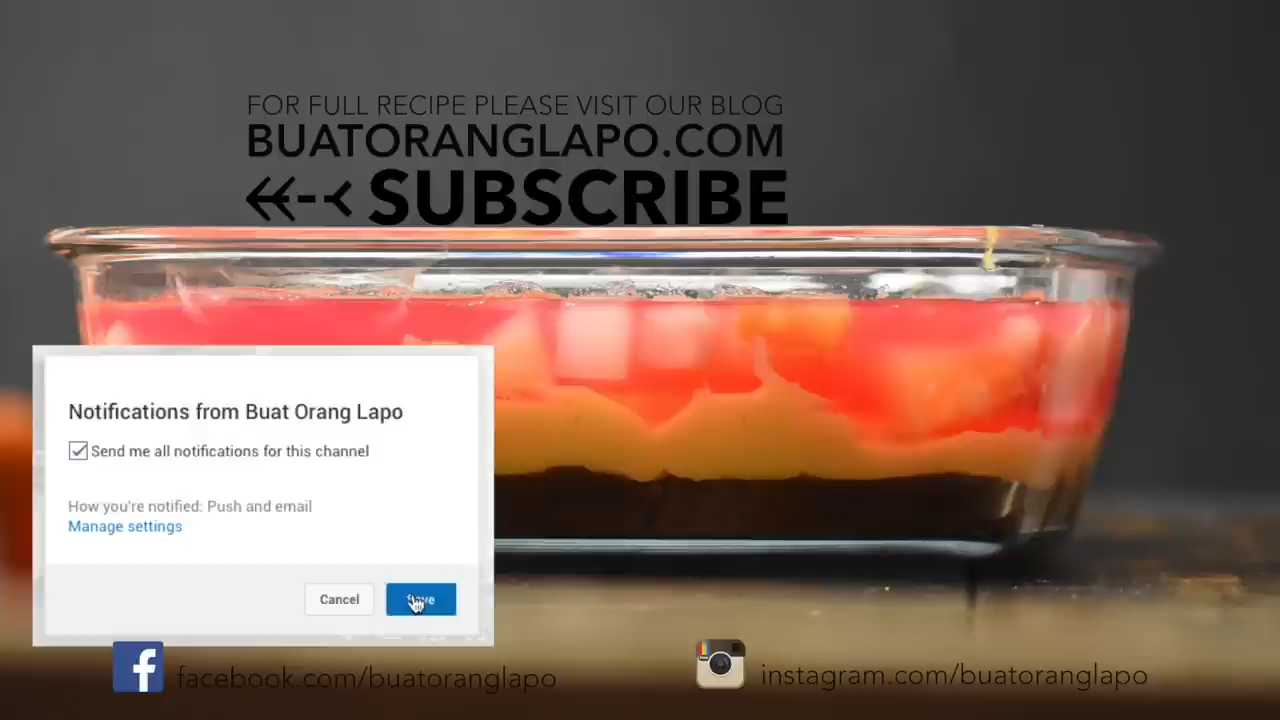 FOR FULL RECIPE PLEASE VISIT OUR BLOG
BUATORANGLAPO.COM
SUBSCRIBE
Notifications from Buat Orang Lapo
Send me all notifications for this channel
How you're notified: Push and email
Manage settings
Cancel
facebook.com/buatoranglapo
instagram.com/buatoranglapo